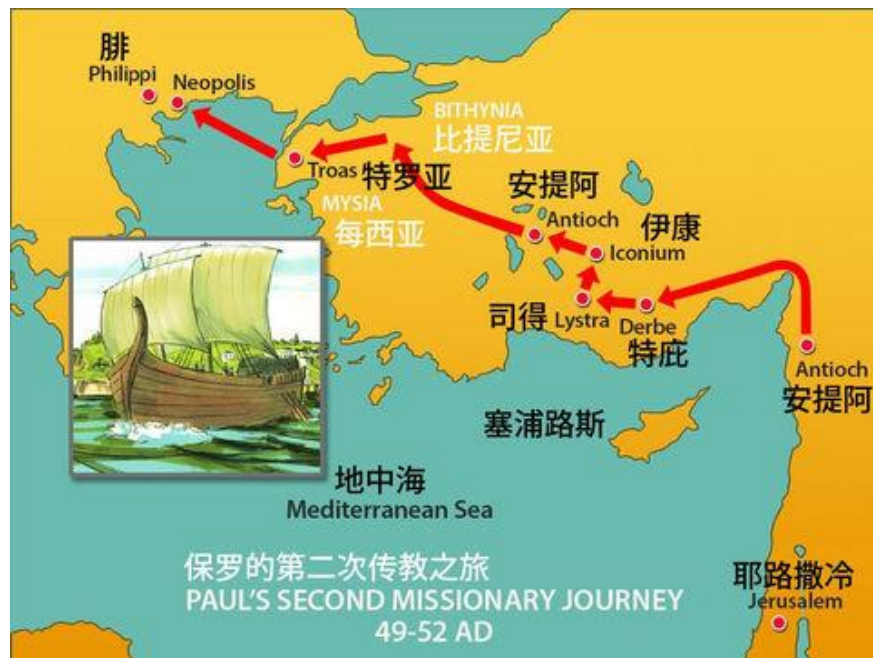 腓
Philippi
Neopolis
BITHYNIA
比提尼亚
Troas 特罗亚
MYSIA
每西亚
安提阿
Antioch
伊康
Iconium
司得 Lystra
Derbe
特庇
Antioch
安提阿
塞浦路斯
地中海
Mediterranean Sea
保罗的第二次传教之旅
PAUL'S SECOND MISSIONARY JOURNEY
49-52 AD
耶路撒冷
Jerusalem